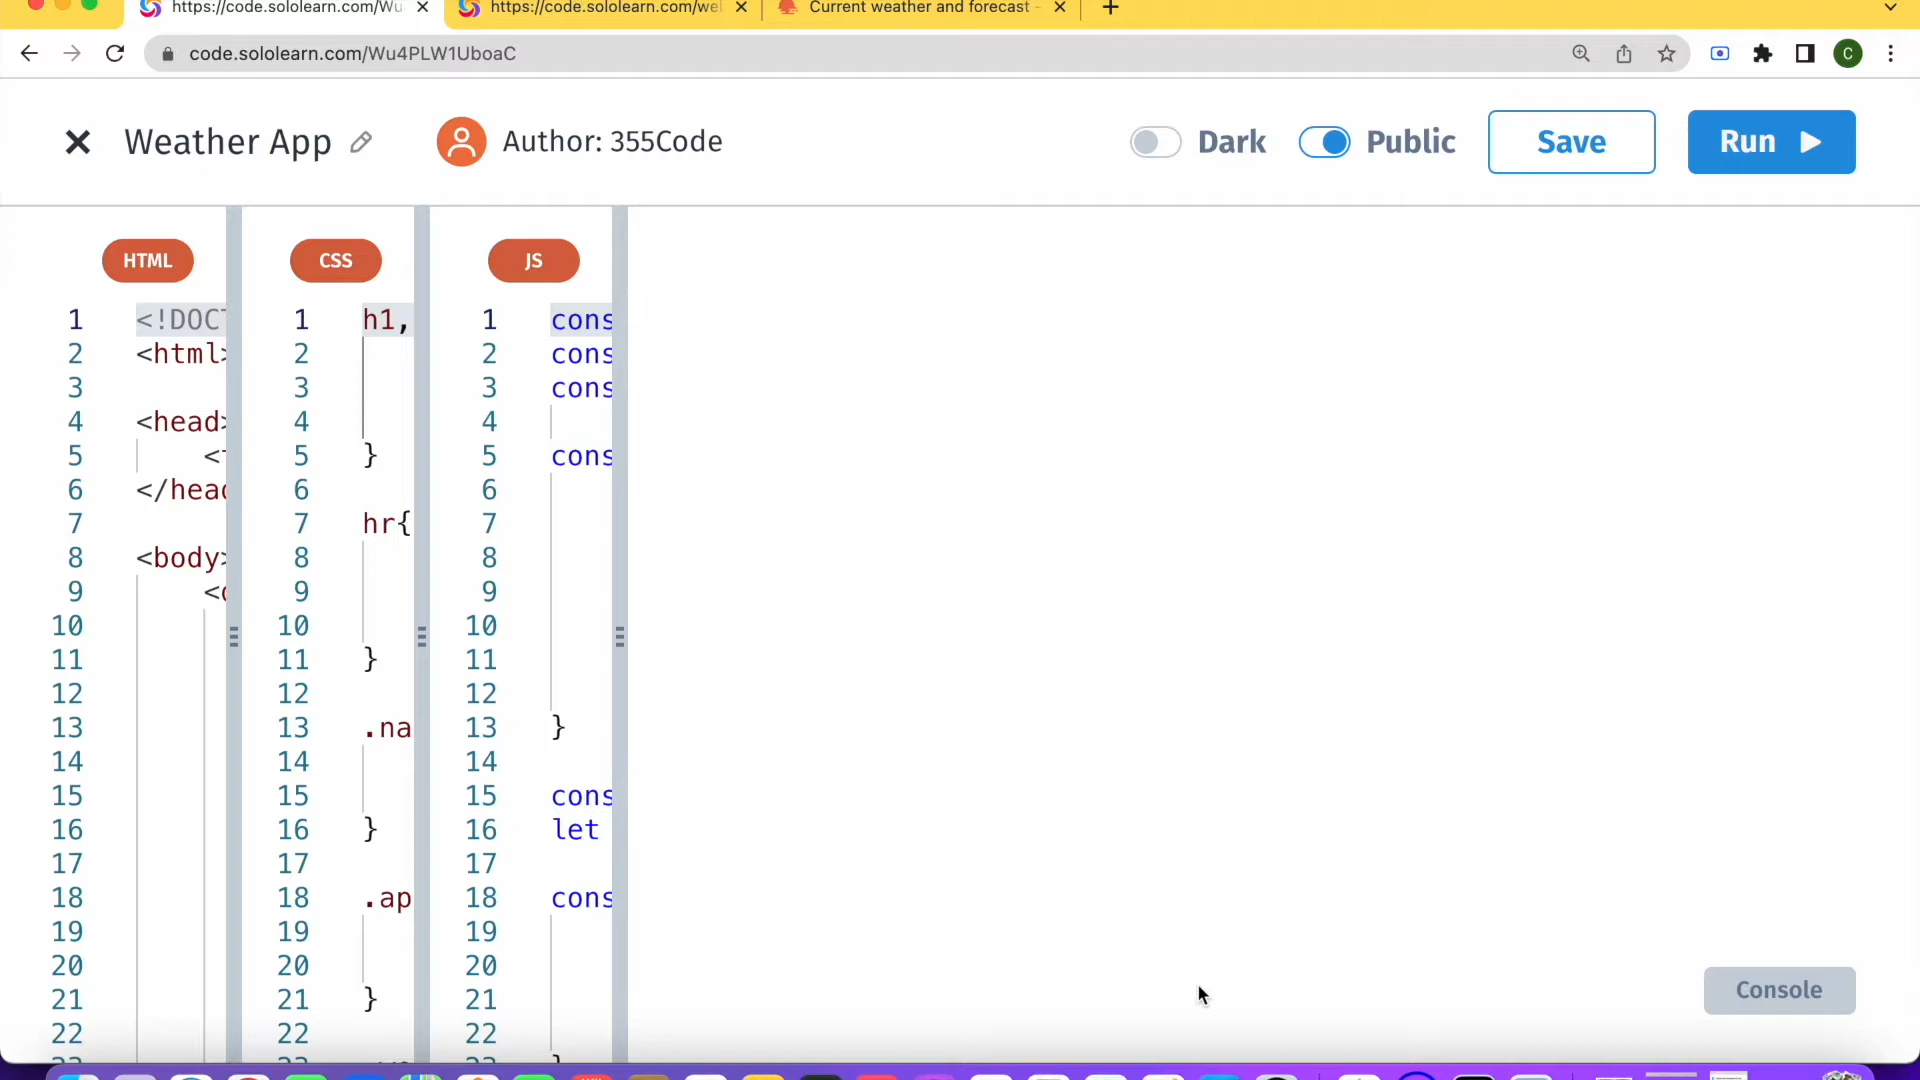 https://code.sololearn.com/Wu
https://code.sololearn.com/we
Current weather and forecast -
code.sololearn.com/Wu4PLW1UboaC
C
Weather App
Author: 355Code
Dark
Public
Save
Run
HTML
1 <!DOCT
2 <html>
3
4 <head>
5 <t
6 </head
7
8 <body>
9 <d
10
11
12
13
14
15
16
17
18
19
20
21
22
23
CSS
1 h1,
2
3
4
5 }
6
7 hr{
8
9
10
11 }
12
13 .na
14
15
16 }
17
18 .ap
19
20
21 }
22
23
JS
1 cons
2 cons
3 cons
4
5 cons
6
7
8
9
10
11
12
13 }
14
15 cons
16 let
17
18 cons
19
20
21
22
23 }
Console